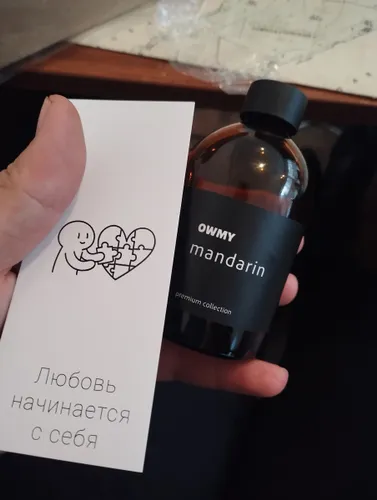 OWMY
mandarin
premium collection
Любовь
начинается
с себя